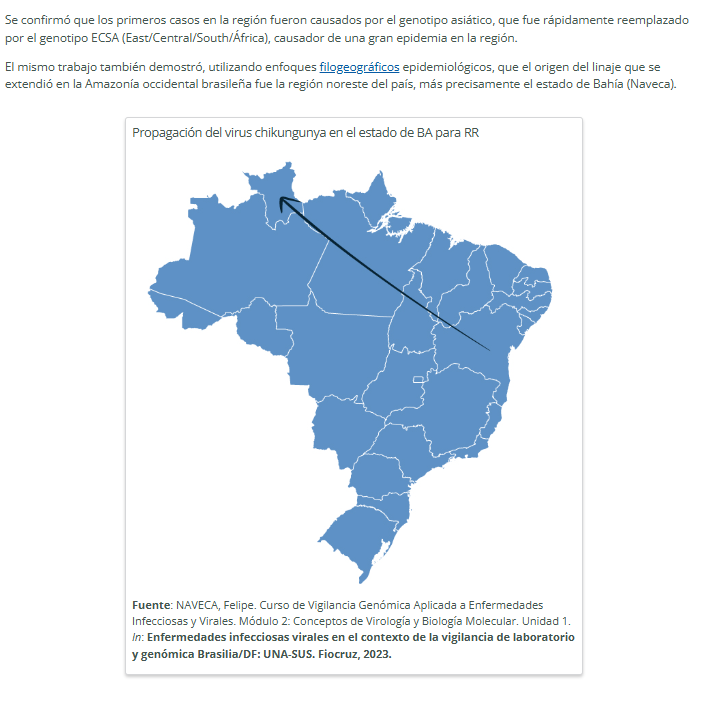 Se confirmó que los primeros casos en la región fueron causados por el genotipo asiático, que fue rápidamente reemplazado
por el genotipo ECSA (East/Central/South/África), causador de una gran epidemia en la región.
El mismo trabajo también demostró, utilizando enfoques filogeográficos epidemiológicos, que el origen del linaje que se
extendió en la Amazonía occidental brasileña fue la región noreste del país, más precisamente el estado de Bahía (Naveca).
Propagación del virus chikungunya en el estado de BA para RR
Fuente: NAVECA, Felipe. Curso de Vigilancia Genómica Aplicada a Enfermedades
Infecciosas y Virales. Módulo 2: Conceptos de Virología y Biología Molecular. Unidad 1.
In: Enfermedades infecciosas virales en el contexto de la vigilancia de laboratorio
y genómica Brasilia/DF: UNA-SUS. Fiocruz, 2023.